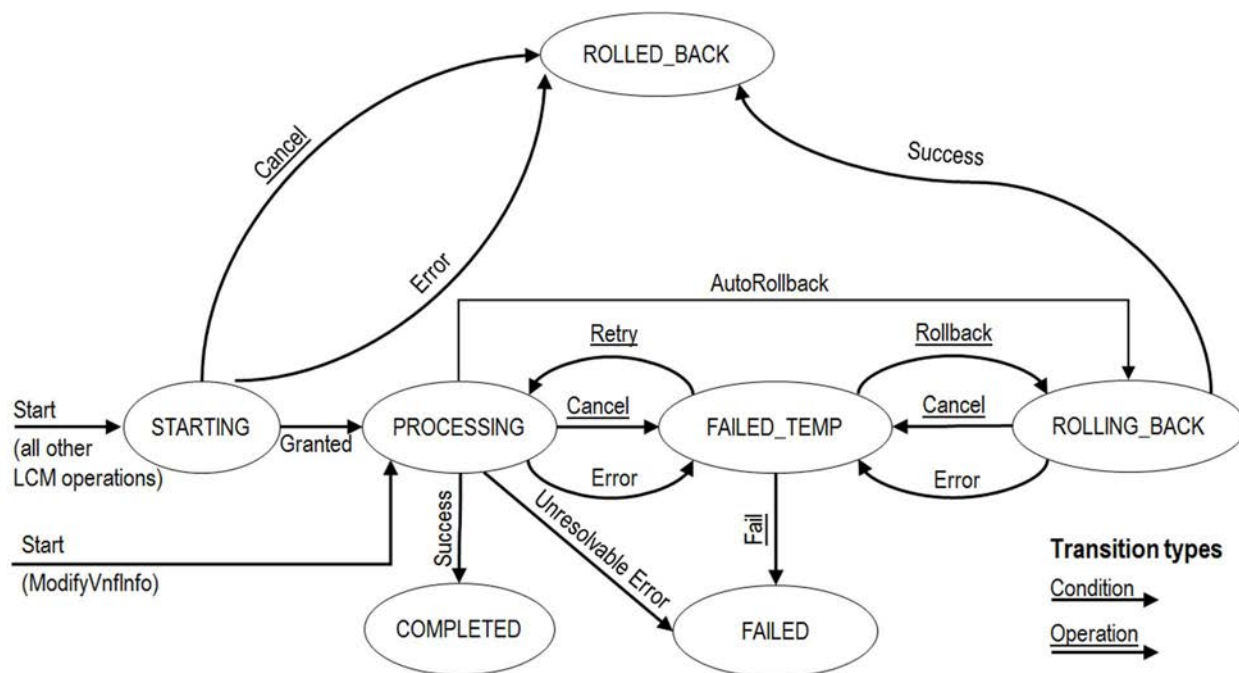 ROLLED_BACK
Cancel
Success
Error
AutoRollback
Retry
Rollback
Start
(all other
LCM operations)
STARTING
Granted
PROCESSING
Cancel
FAILED_TEMP
Cancel
ROLLING_BACK
Error
Error
Start
(ModifyVnfInfo)
Success
Unresolvable Error
Fail
COMPLETED
FAILED
Transition types
Condition
Operation